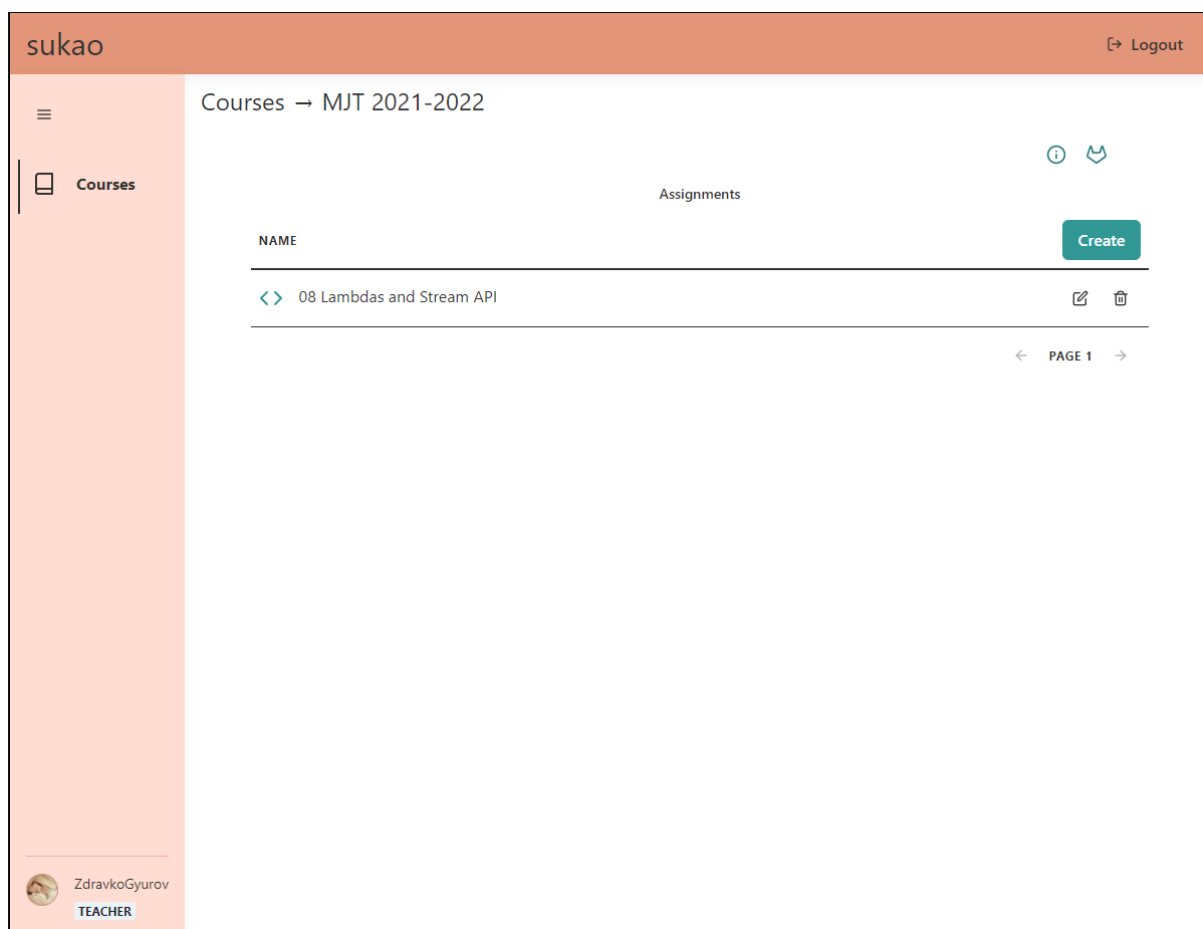 sukao
Logout
Courses → MJT 2021-2022
Courses
Assignments
NAME
Create
08 Lambdas and Stream API
← PAGE 1 →
ZdravkoGyurov
TEACHER